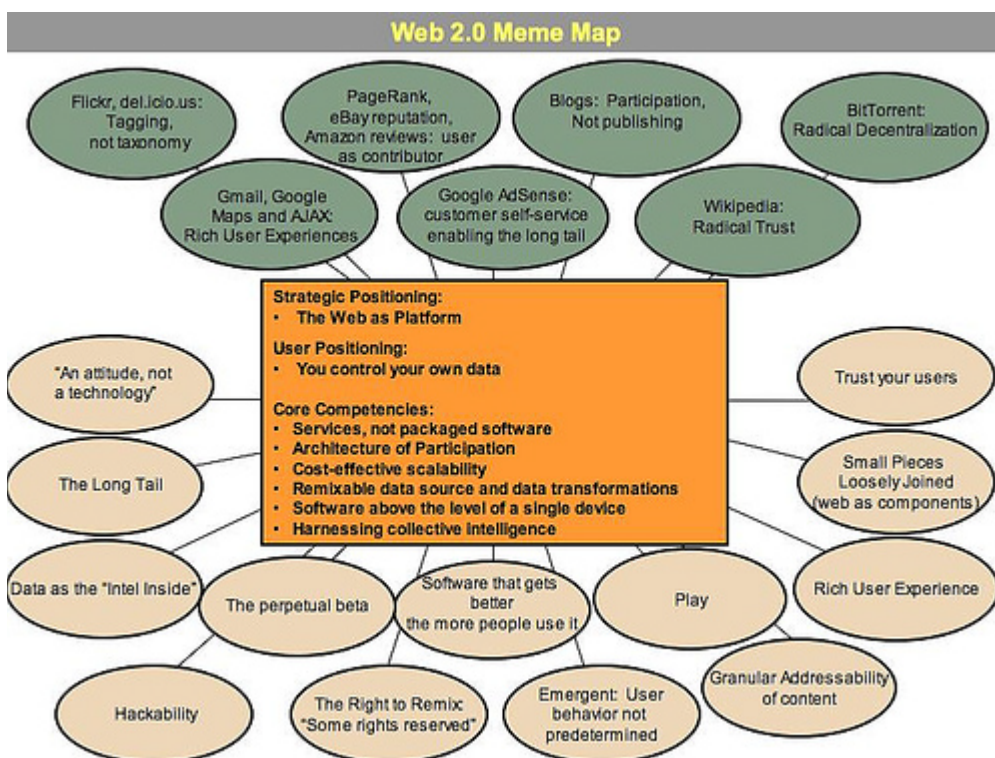 Web 2.0 Meme Map
Flickr, del.icio.us:
Tagging,
not taxonomy
PageRank,
eBay reputation,
Amazon reviews: user
as contributor
Blogs: Participation,
Not publishing
BitTorrent:
Radical Decentralization
Gmail, Google
Maps and AJAX:
Rich User Experiences
Google AdSense:
customer self-service
enabling the long tail
Wikipedia:
Radical Trust
Strategic Positioning:
• The Web as Platform
User Positioning:
• You control your own data
Core Competencies:
• Services, not packaged software
• Architecture of Participation
• Cost-effective scalability
• Remixable data source and data transformations
• Software above the level of a single device
• Harnessing collective intelligence
"An attitude, not
a technology"
The Long Tail
Data as the "Intel Inside"
Trust your users
Small Pieces
Loosely Joined
(web as components)
Rich User Experience
The perpetual beta
Software that gets
better
the more people use it
Play
Hackability
The Right to Remix:
"Some rights reserved"
Emergent: User
behavior not
predetermined
Granular Addressability
of content